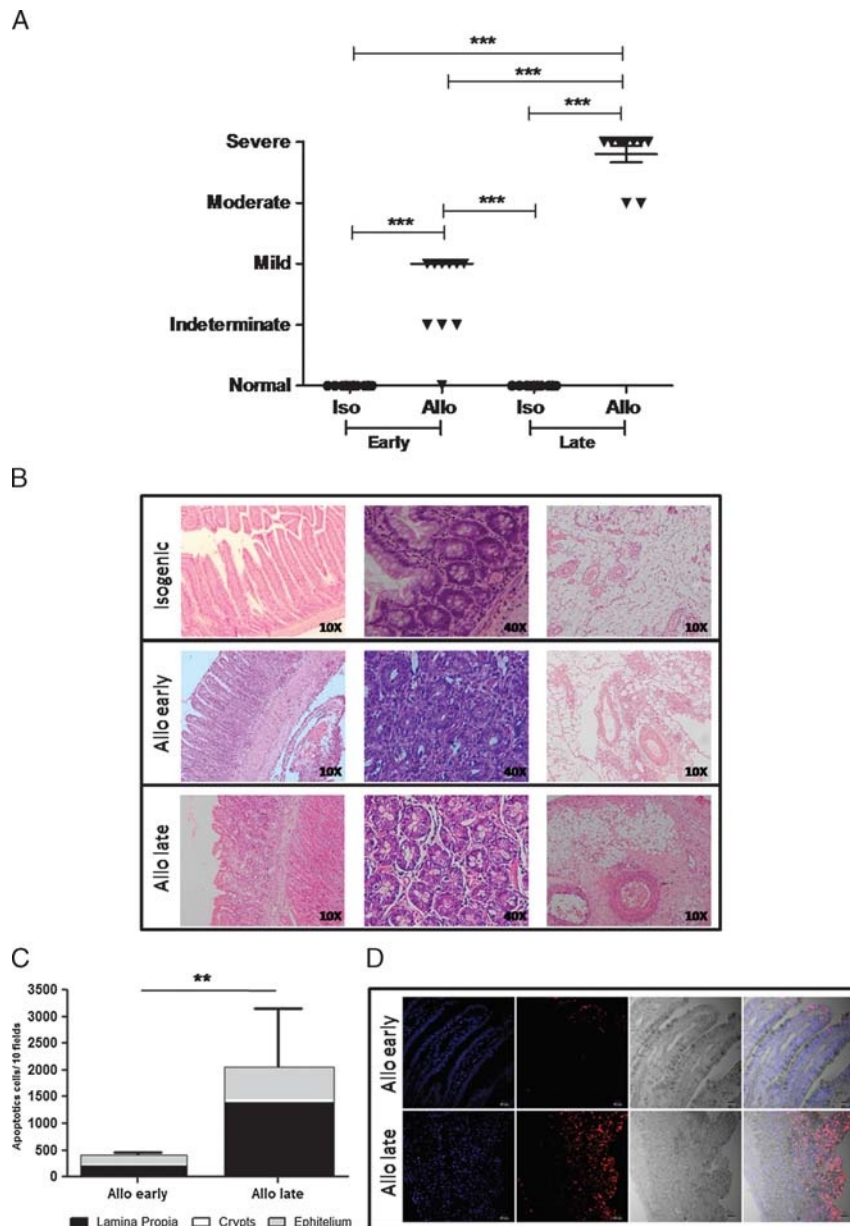 A
***
***
***
Severe
Moderate
***
***
Mild
Indeterminate
Normal
Iso Allo Iso Allo
Early Late
B
Isogenic
10X 40X 10X
Allo early
10X 40X 10X
Allo late
10X 40X 10X
C
**
Apoptotics cells/ 10 fields
3500
3000
2500
2000
1500
1000
500
0
Allo early Allo late
Lamina Propia Crypts Ephitelium
D
Allo early
Allo late